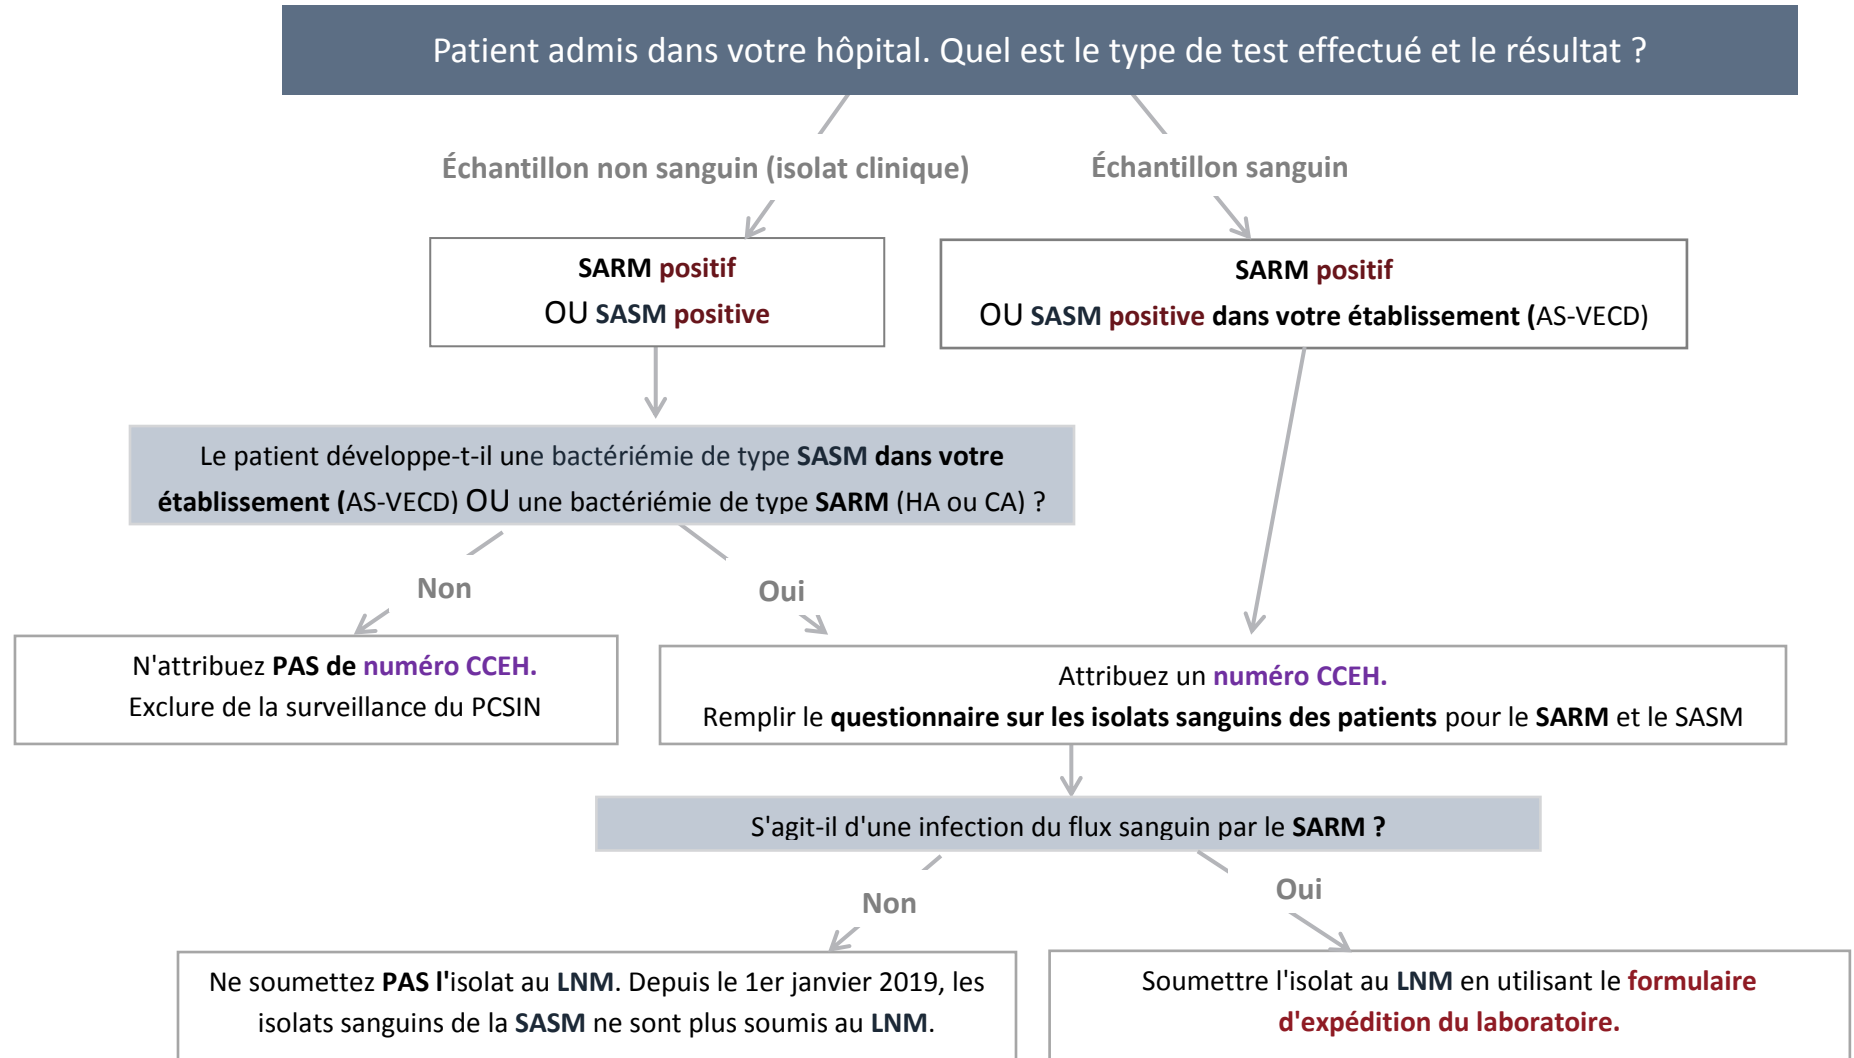 Patient admis dans votre hôpital. Quel est le type de test effectué et le résultat ?
Échantillon non sanguin (isolat clinique)
Échantillon sanguin
SARM positif
OU SASM positive
SARM positif
OU SASM positive dans votre établissement (AS-VECD)
Le patient développe-t-il une bactériémie de type SASM dans votre
établissement (AS-VECD) OU une bactériémie de type SARM (HA ou CA) ?
Non
Oui
N'attribuez PAS de numéro CCEH.
Exclure de la surveillance du PCSIN
Attribuez un numéro CCEH.
Remplir le questionnaire sur les isolats sanguins des patients pour le SARM et le SASM
S'agit-il d'une infection du flux sanguin par le SARM ?
Non
Oui
Ne soumettez PAS l'isolat au LNM. Depuis le 1er janvier 2019, les
isolats sanguins de la SASM ne sont plus soumis au LNM.
Soumettre l'isolat au LNM en utilisant le formulaire
d'expédition du laboratoire.